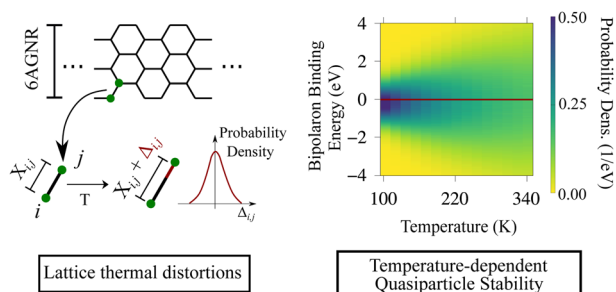 6AGNR
...
...
X_{i,j}
i
j
T
X_{i,j} + Δ_{i,j}
Probability
Density
Δ_{i,j}
Lattice thermal distortions
Bipolaron Binding
Energy (eV)
4
2
0
−2
−4
100
220
340
Temperature (K)
0.50
0.25
0.00
Probability Dens. (1/eV)
Temperature-dependent
Quasiparticle Stability